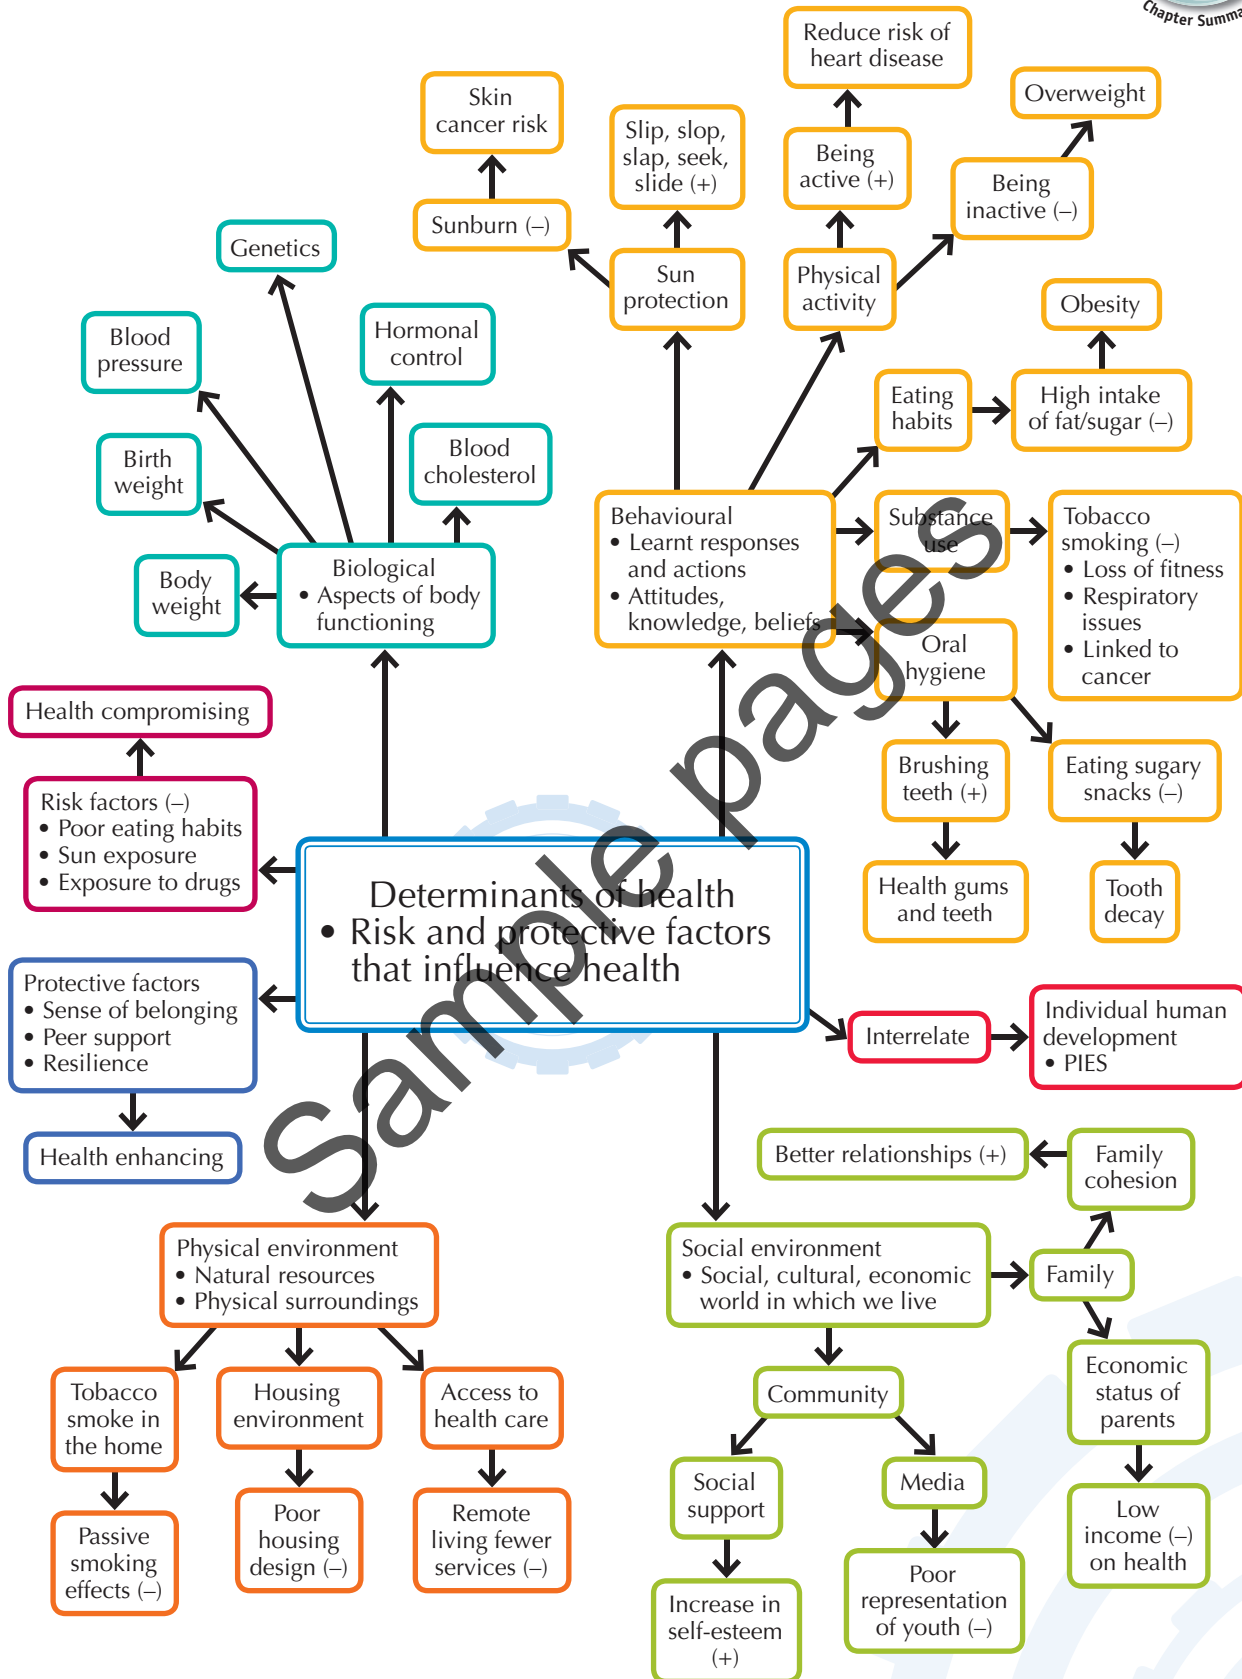 Chapter Summa
Reduce risk of
heart disease
Overweight
Skin
cancer risk
Slip, slop,
slap, seek,
slide (+)
Being
active (+)
Being
inactive (–)
Sunburn (–)
Genetics
Sun
protection
Physical
activity
Obesity
Blood
pressure
Hormonal
control
Eating
habits
High intake
of fat/sugar (–)
Birth
weight
Blood
cholesterol
Behavioural
• Learnt responses
and actions
• Attitudes,
knowledge, beliefs
Substance
use
Tobacco
smoking (–)
• Loss of fitness
• Respiratory
issues
• Linked to
cancer
Body
weight
Biological
• Aspects of body
functioning
Oral
hygiene
Health compromising
Brushing
teeth (+)
Eating sugary
snacks (–)
Risk factors (–)
• Poor eating habits
• Sun exposure
• Exposure to drugs
Health gums
and teeth
Tooth
decay
Determinants of health
• Risk and protective factors
that influence health
Protective factors
• Sense of belonging
• Peer support
• Resilience
Interrelate
Individual human
development
• PIES
Health enhancing
Better relationships (+)
Family
cohesion
Physical environment
• Natural resources
• Physical surroundings
Social environment
• Social, cultural, economic
world in which we live
Family
Tobacco
smoke in
the home
Housing
environment
Access to
health care
Community
Economic
status of
parents
Passive
smoking
effects (–)
Poor
housing
design (–)
Remote
living fewer
services (–)
Social
support
Media
Low
income (–)
on health
Increase in
self-esteem
(+)
Poor
representation
of youth (–)
Sample pages